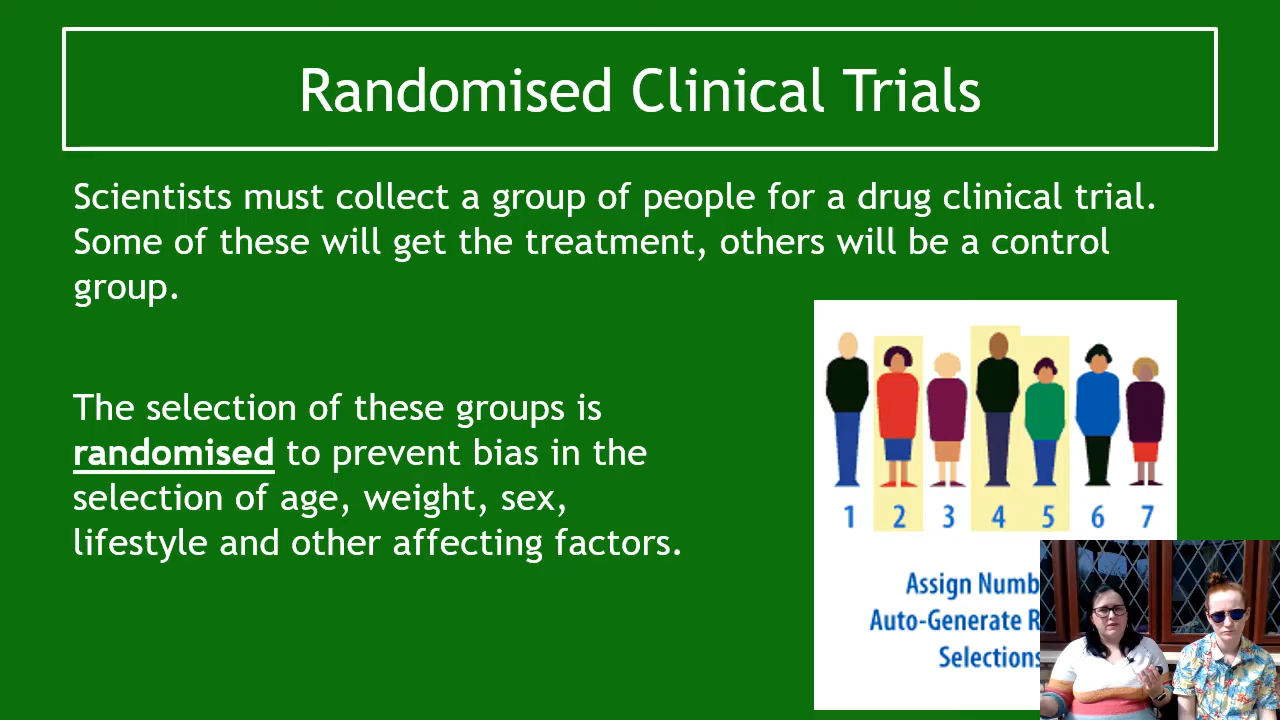 Randomised Clinical Trials
Scientists must collect a group of people for a drug clinical trial.
Some of these will get the treatment, others will be a control
group.
The selection of these groups is
randomised to prevent bias in the
selection of age, weight, sex,
lifestyle and other affecting factors.
1 2 3 4 5 6 7
Assign Numb
Auto-Generate R
Selections